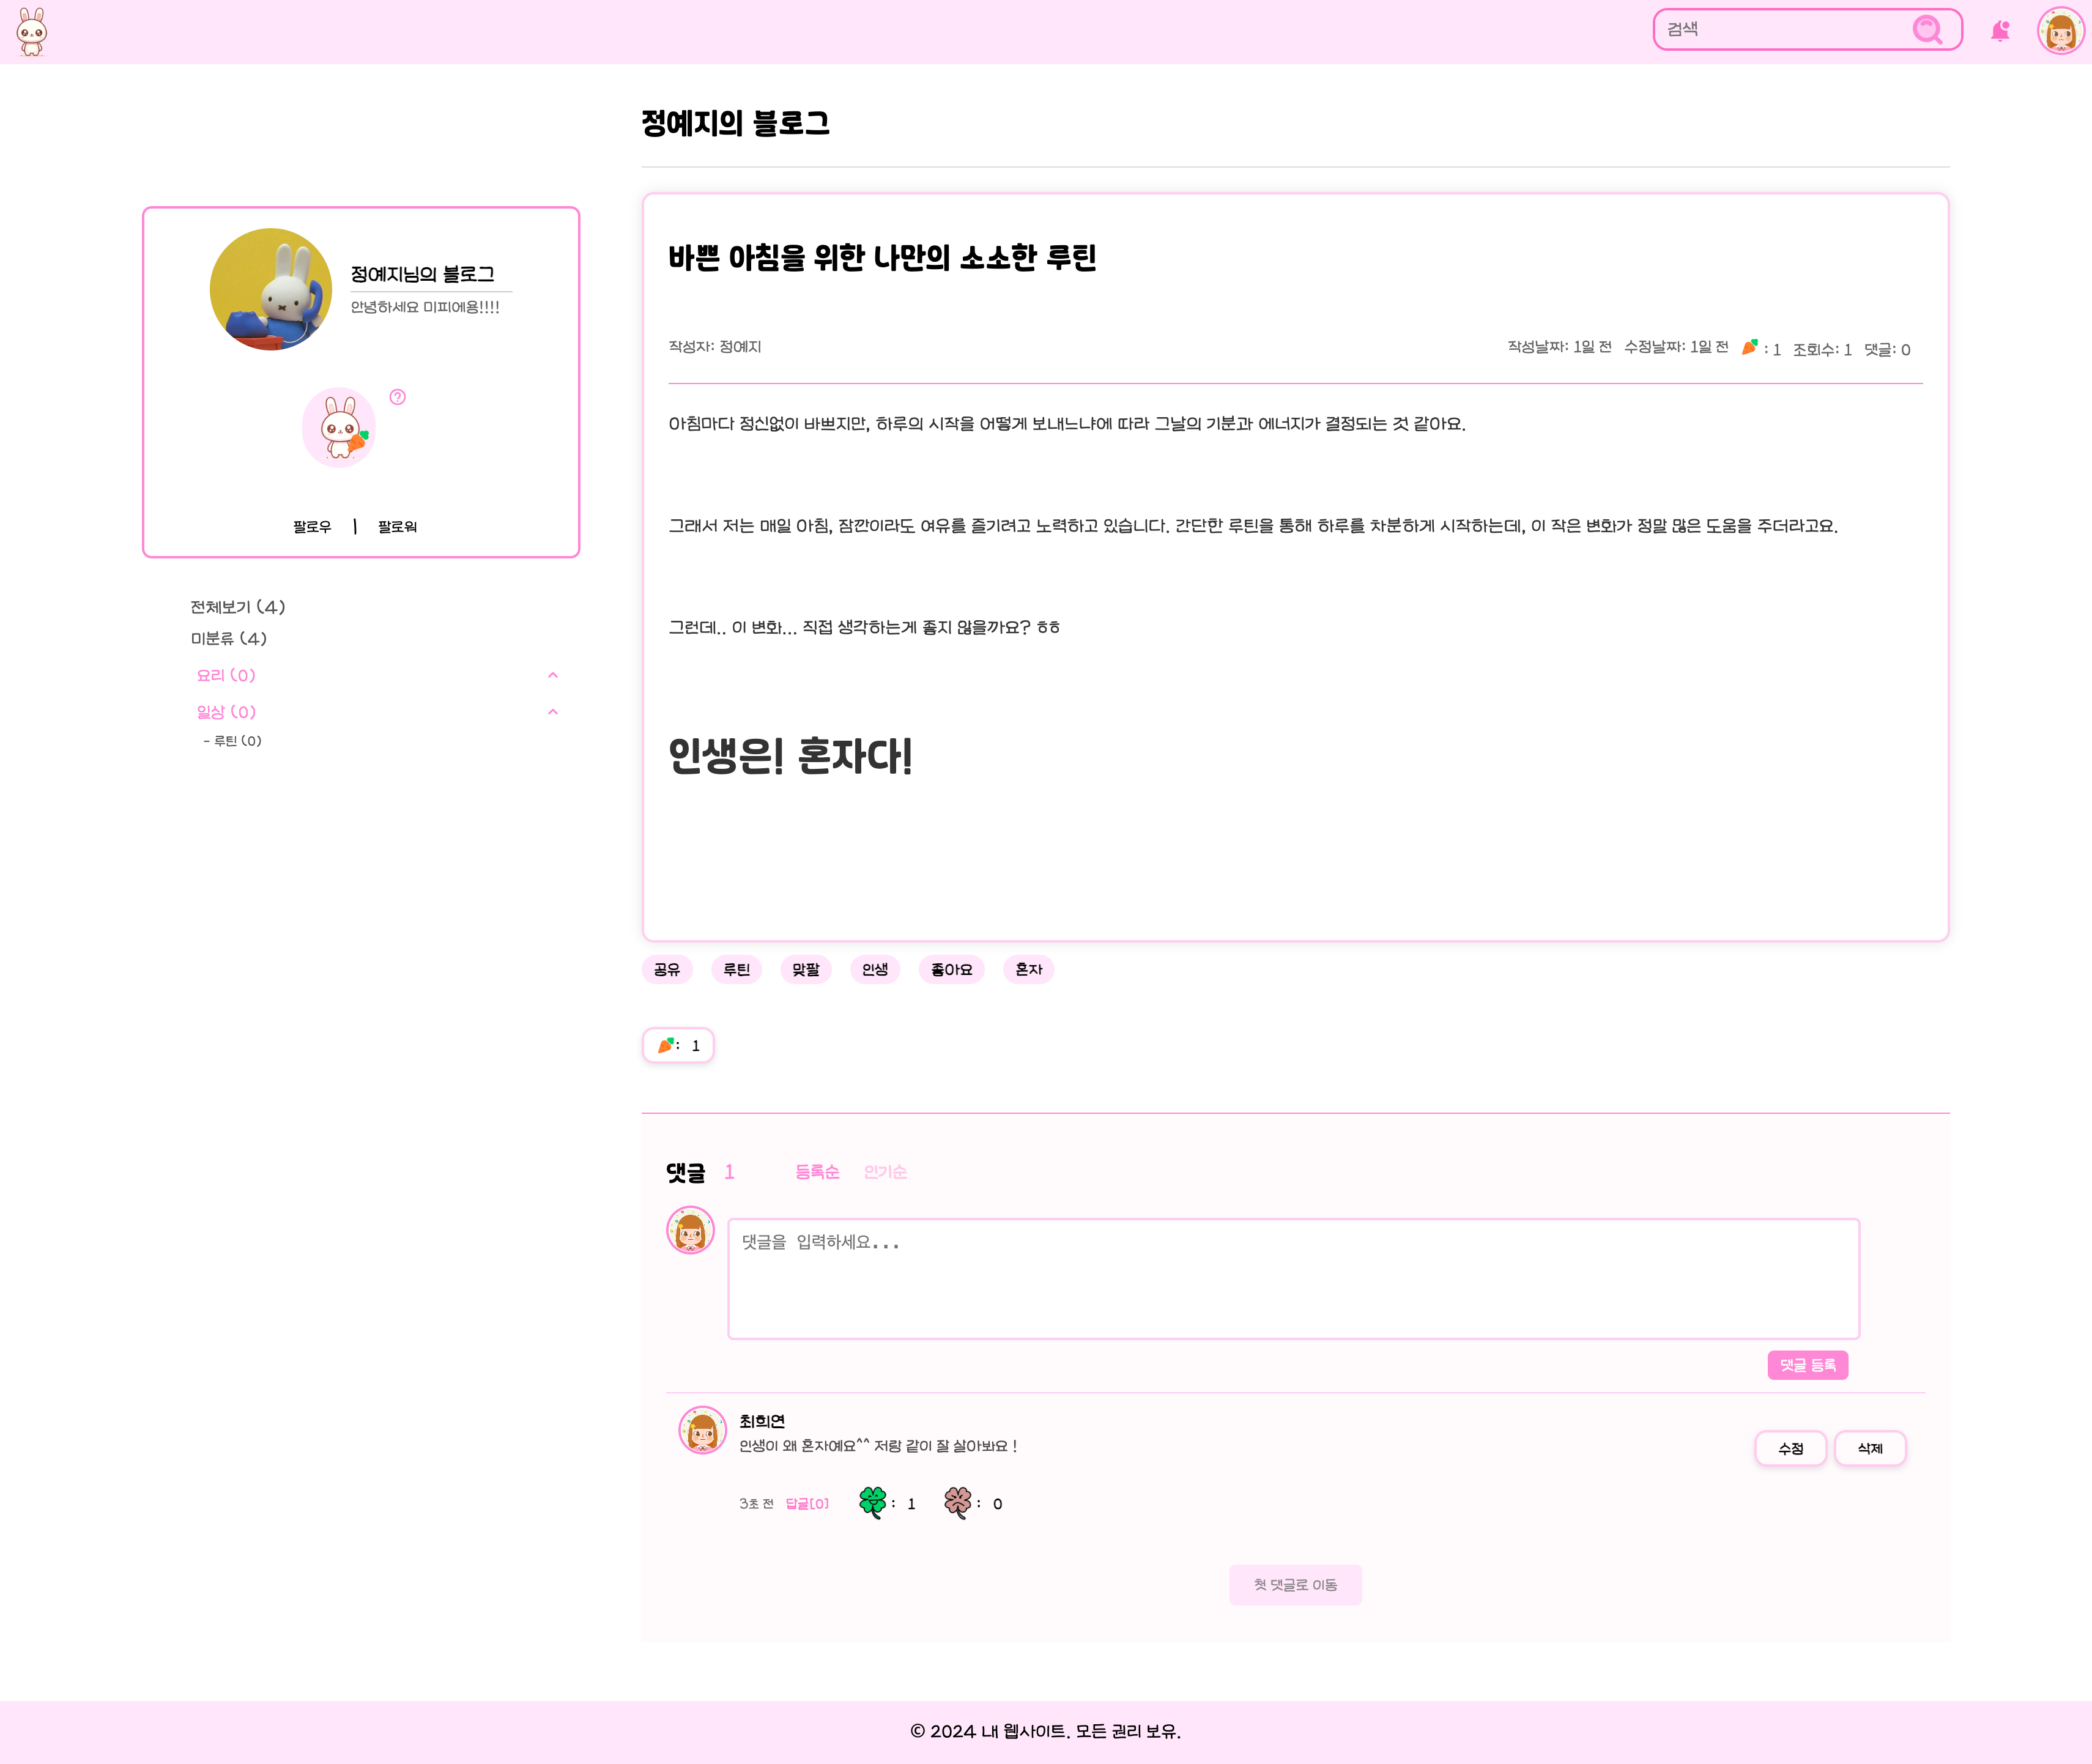 검색
정예지의 블로그
정예지님의 블로그
안녕하세요 미피에용!!!!
팔로우 | 팔로워
전체보기 (4)
미분류 (4)
요리 (0)
일상 (0)
- 루틴 (0)
바쁜 아침을 위한 나만의 소소한 루틴
작성자: 정예지 작성날짜: 1일 전 수정날짜: 1일 전 🥕 : 1 조회수: 1 댓글: 0
아침마다 정신없이 바쁘지만, 하루의 시작을 어떻게 보내느냐에 따라 그날의 기분과 에너지가 결정되는 것 같아요.
그래서 저는 매일 아침, 잠깐이라도 여유를 즐기려고 노력하고 있습니다. 간단한 루틴을 통해 하루를 차분하게 시작하는데, 이 작은 변화가 정말 많은 도움을 주더라고요.
그런데.. 이 변화... 직접 생각하는게 좋지 않을까요? ㅎㅎ
인생은! 혼자다!
공유 루틴 맞팔 인생 좋아요 혼자
🥕: 1
댓글 1 등록순 인기순
댓글을 입력하세요...
댓글 등록
최희연
인생이 왜 혼자예요^^ 저랑 같이 잘 살아봐요 !
수정 삭제
3초 전 답글[0] : 1 : 0
첫 댓글로 이동
© 2024 내 웹사이트. 모든 권리 보유.